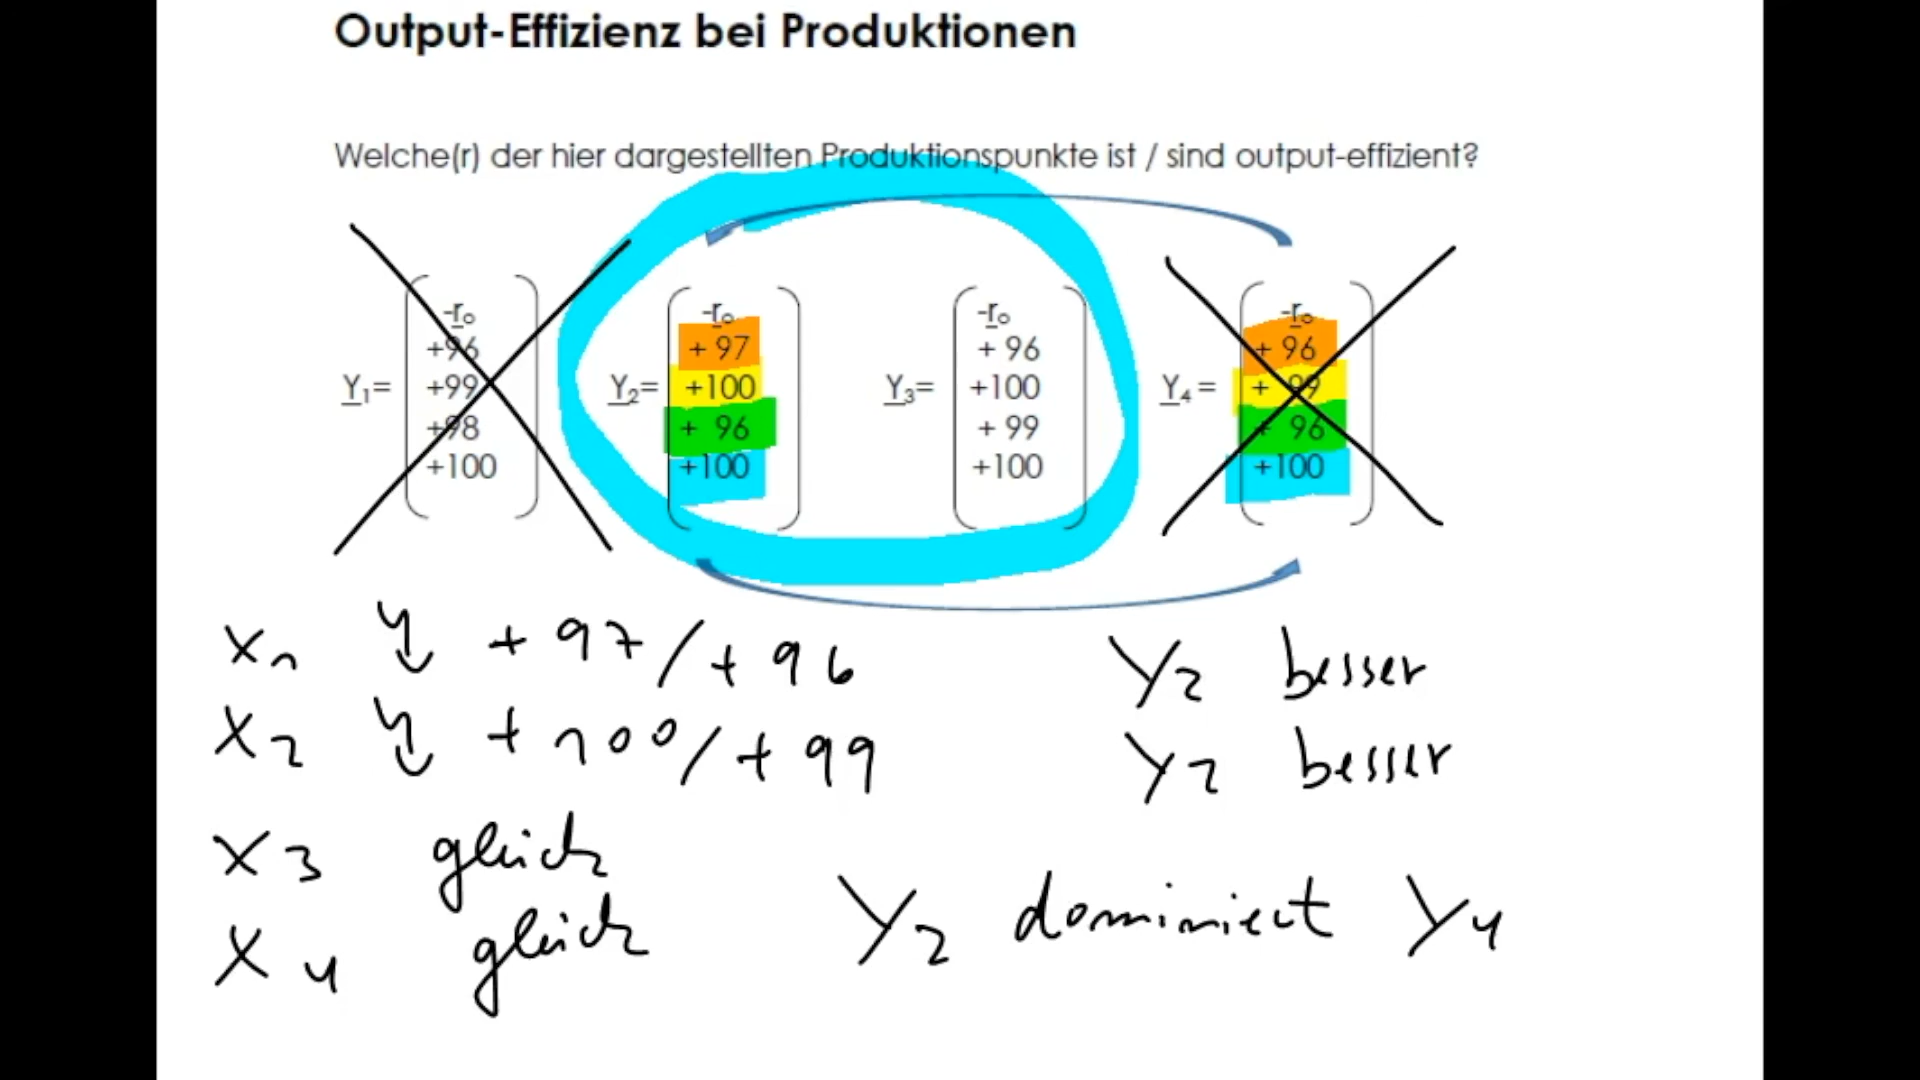 Output-Effizienz bei Produktionen
Welche(r) der hier dargestellten Produktionspunkte ist / sind output-effizient?
-r₀ -r₀ -r₀ -r₀
+96 + 97 + 96 + 96
Y₁= +99 Y₂= +100 Y₃= +100 Y₄= + 99
+98 + 96 + 99 + 96
+100 +100 +100 +100
x₁ + 97/+ 96 Y₂ besser
x₂ + 100/+ 99 Y₂ besser
x₃ gleich
x₄ gleich Y₂ dominiert Y₄